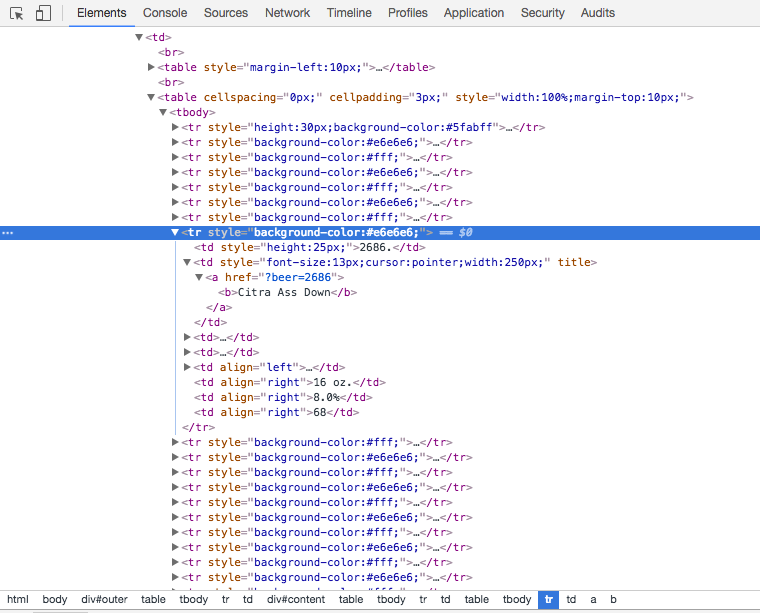 Elements Console Sources Network Timeline Profiles Application Security Audits
▼<td>
<br>
▶<table style="margin-left:10px;">…</table>
<br>
▼<table cellspacing="0px;" cellpadding="3px;" style="width:100%;margin-top:10px;">
▼<tbody>
▶<tr style="height:30px;background-color:#5fabff">…</tr>
▶<tr style="background-color:#e6e6e6;">…</tr>
▶<tr style="background-color:#fff;">…</tr>
▶<tr style="background-color:#e6e6e6;">…</tr>
▶<tr style="background-color:#fff;">…</tr>
▶<tr style="background-color:#e6e6e6;">…</tr>
▶<tr style="background-color:#fff;">…</tr>
… ▼<tr style="background-color:#e6e6e6;"> == $0
<td style="height:25px;">2686.</td>
▼<td style="font-size:13px;cursor:pointer;width:250px;" title>
▼<a href="?beer=2686">
<b>Citra Ass Down</b>
</a>
</td>
▶<td>…</td>
▶<td>…</td>
▶<td align="left">…</td>
<td align="right">16 oz.</td>
<td align="right">8.0%</td>
<td align="right">68</td>
</tr>
▶<tr style="background-color:#fff;">…</tr>
▶<tr style="background-color:#e6e6e6;">…</tr>
▶<tr style="background-color:#fff;">…</tr>
▶<tr style="background-color:#e6e6e6;">…</tr>
▶<tr style="background-color:#fff;">…</tr>
▶<tr style="background-color:#e6e6e6;">…</tr>
▶<tr style="background-color:#fff;">…</tr>
▶<tr style="background-color:#e6e6e6;">…</tr>
▶<tr style="background-color:#fff;">…</tr>
▶<tr style="background-color:#e6e6e6;">…</tr>
html body div#outer table tbody tr td div#content table tbody tr td table tbody tr td a b